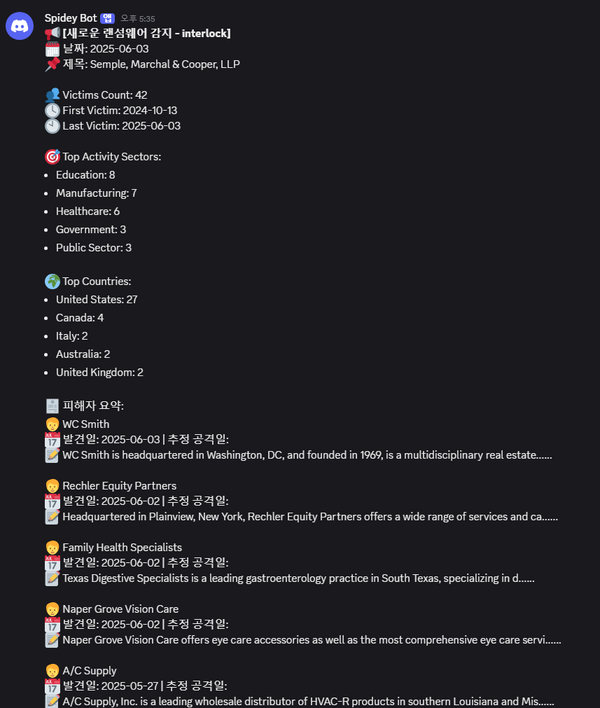 Spidey Bot 앱 오후 5:35
[새로운 랜섬웨어 감지 - interlock]
날짜: 2025-06-03
제목: Semple, Marchal & Cooper, LLP
Victims Count: 42
First Victim: 2024-10-13
Last Victim: 2025-06-03
Top Activity Sectors:
• Education: 8
• Manufacturing: 7
• Healthcare: 6
• Government: 3
• Public Sector: 3
Top Countries:
• United States: 27
• Canada: 4
• Italy: 2
• Australia: 2
• United Kingdom: 2
피해자 요약:
WC Smith
발견일: 2025-06-03 | 추정 공격일:
WC Smith is headquartered in Washington, DC, and founded in 1969, is a multidisciplinary real estate......
Rechler Equity Partners
발견일: 2025-06-02 | 추정 공격일:
Headquartered in Plainview, New York, Rechler Equity Partners offers a wide range of services and ca......
Family Health Specialists
발견일: 2025-06-02 | 추정 공격일:
Texas Digestive Specialists is a leading gastroenterology practice in South Texas, specializing in d......
Naper Grove Vision Care
발견일: 2025-06-02 | 추정 공격일:
Naper Grove Vision Care offers eye care accessories as well as the most comprehensive eye care servi......
A/C Supply
발견일: 2025-05-27 | 추정 공격일:
A/C Supply, Inc. is a leading wholesale distributor of HVAC-R products in southern Louisiana and Mis......